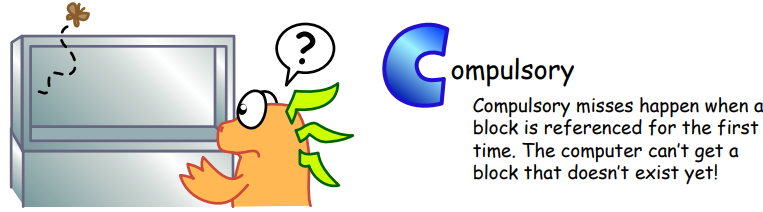 ?
Compulsory
Compulsory misses happen when a
block is referenced for the first
time. The computer can't get a
block that doesn't exist yet!